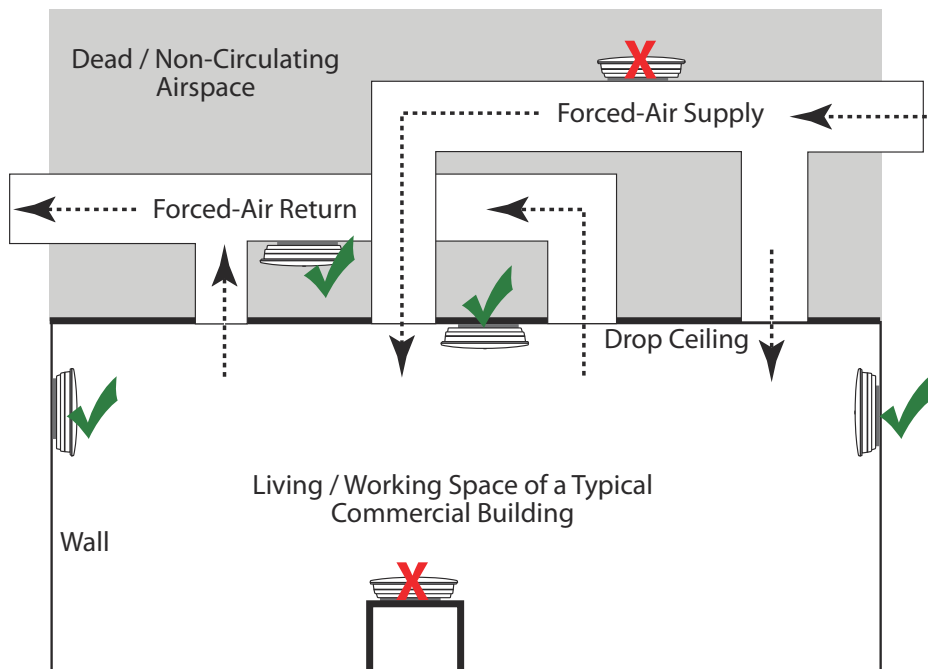 Dead / Non-Circulating
Airspace
X
Forced-Air Supply
Forced-Air Return
Drop Ceiling
Living / Working Space of a Typical
Commercial Building
Wall
X